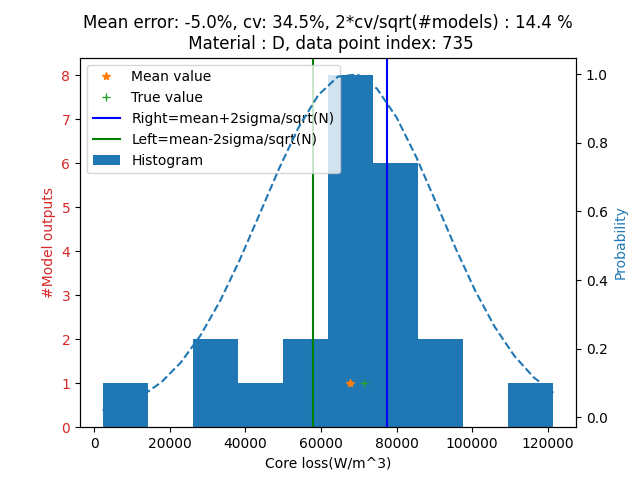 Mean error: -5.0%, cv: 34.5%, 2*cv/sqrt(#models) : 14.4 %
Material : D, data point index: 735
Mean value
True value
Right=mean+2sigma/sqrt(N)
Left=mean-2sigma/sqrt(N)
Histogram
#Model outputs
8
7
6
5
4
3
2
1
0
Probability
1.0
0.8
0.6
0.4
0.2
0.0
0 20000 40000 60000 80000 100000 120000
Core loss(W/m^3)